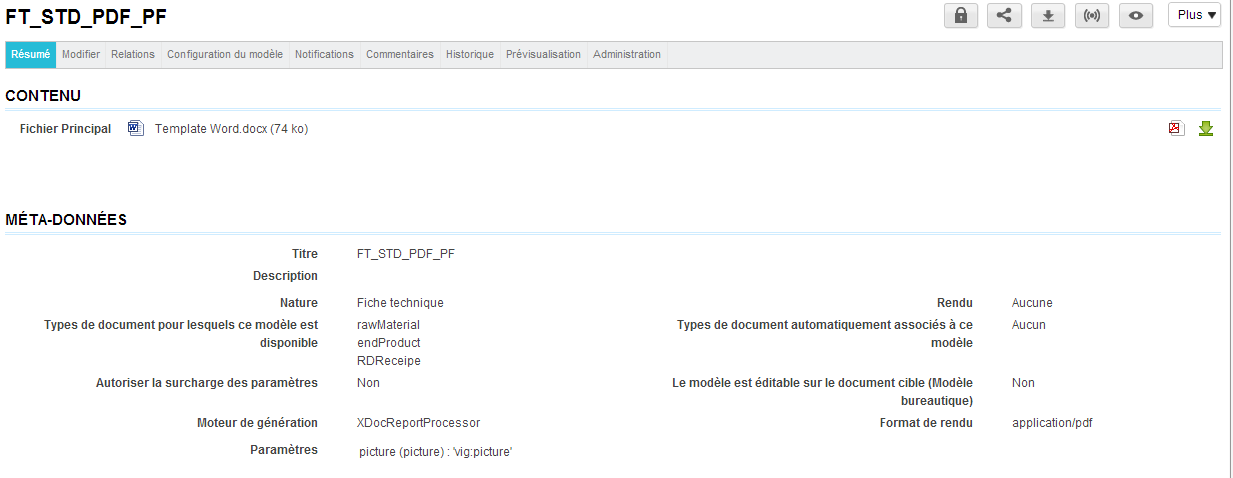 FT_STD_PDF_PF
Plus
Résumé Modifier Relations Configuration du modèle Notifications Commentaires Historique Prévisualisation Administration
CONTENU
Fichier Principal Template Word.docx (74 ko)
MÉTA-DONNÉES
Titre FT_STD_PDF_PF
Description
Nature Fiche technique Rendu Aucune
Types de document pour lesquels ce modèle est rawMaterial Types de document automatiquement associés à ce Aucun
disponible endProduct modèle
RDReceipe
Autoriser la surcharge des paramètres Non Le modèle est éditable sur le document cible (Modèle Non
bureautique)
Moteur de génération XDocReportProcessor Format de rendu application/pdf
Paramètres picture (picture) : 'vig:picture'